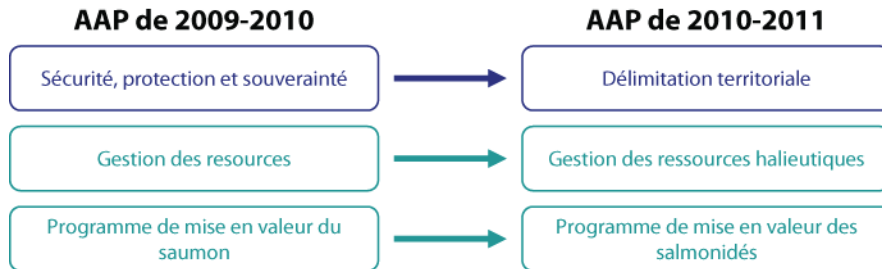 AAP de 2009-2010
AAP de 2010-2011
Sécurité, protection et souverainté
Délimitation territoriale
Gestion des resources
Gestion des ressources halieutiques
Programme de mise en valeur du
saumon
Programme de mise en valeur des
salmonidés